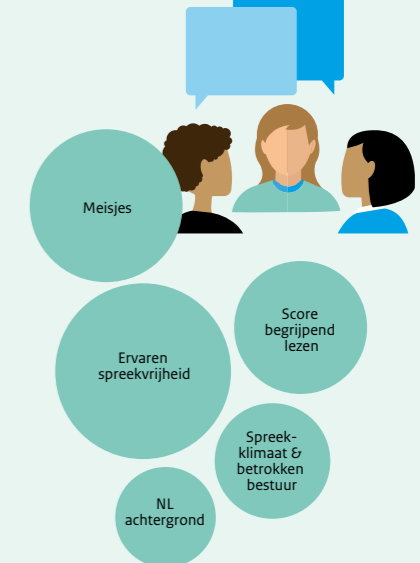 Meisjes
Score
begrijpend
lezen
Ervaren
spreekvrijheid
Spreek-
klimaat &
betrokken
bestuur
NL
achtergrond